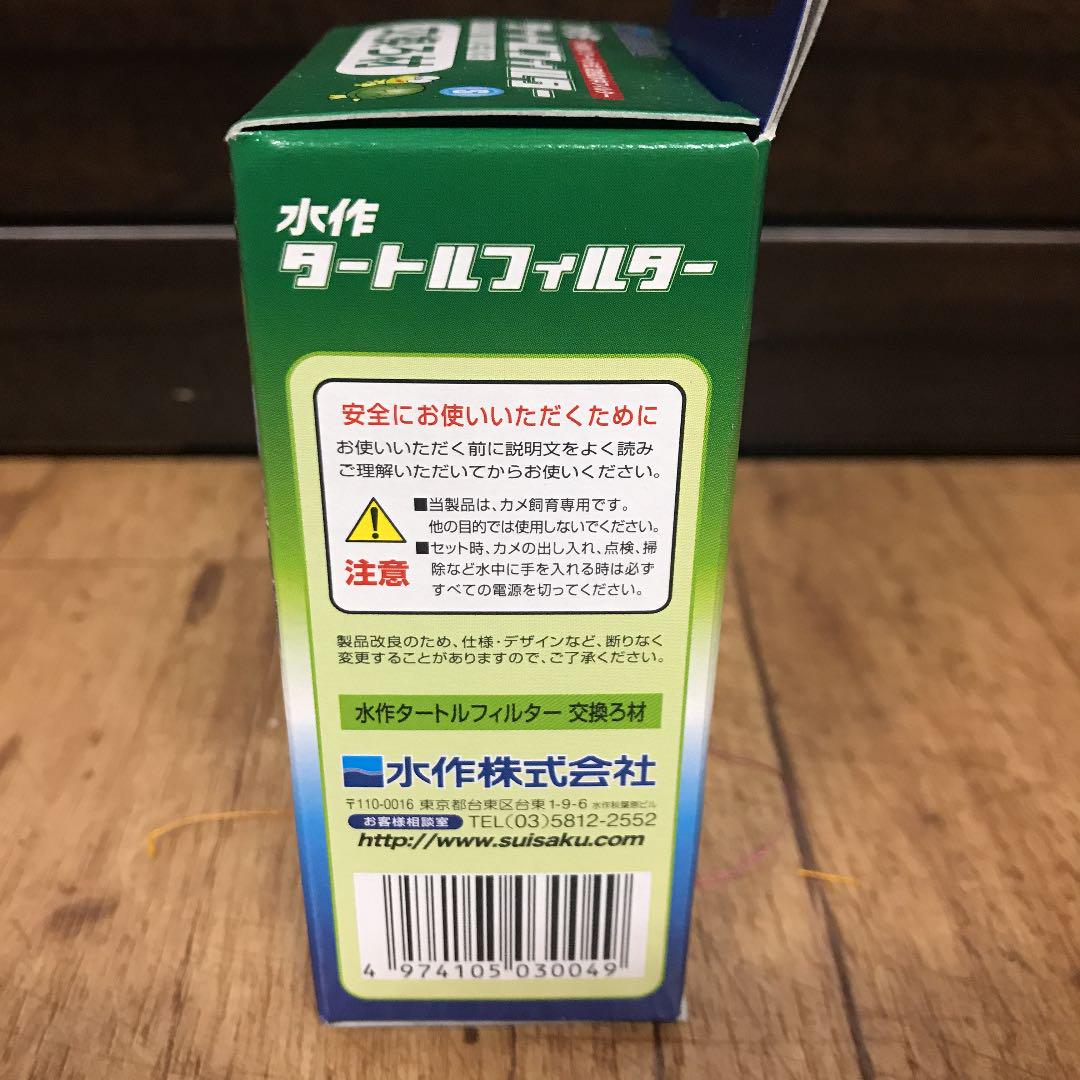 水作
タートルフィルター
安全にお使いいただくために
お使いいただく前に説明文をよく読み
ご理解いただいてからお使いください。
注意
■当製品は、カメ飼育専用です。
他の目的では使用しないでください。
■セット時、カメの出し入れ、点検、掃
除など水中に手を入れる時は必ず
すべての電源を切ってください。
製品改良のため、仕様・デザインなど、断りなく
変更することがありますので、ご了承ください。
水作タートルフィルター 交換ろ材
水作株式会社
〒110-0016 東京都台東区台東1-9-6 水作秋葉原ビル
お客様相談室 TEL(03)5812-2552
http://www.suisaku.com
4 974105 030049